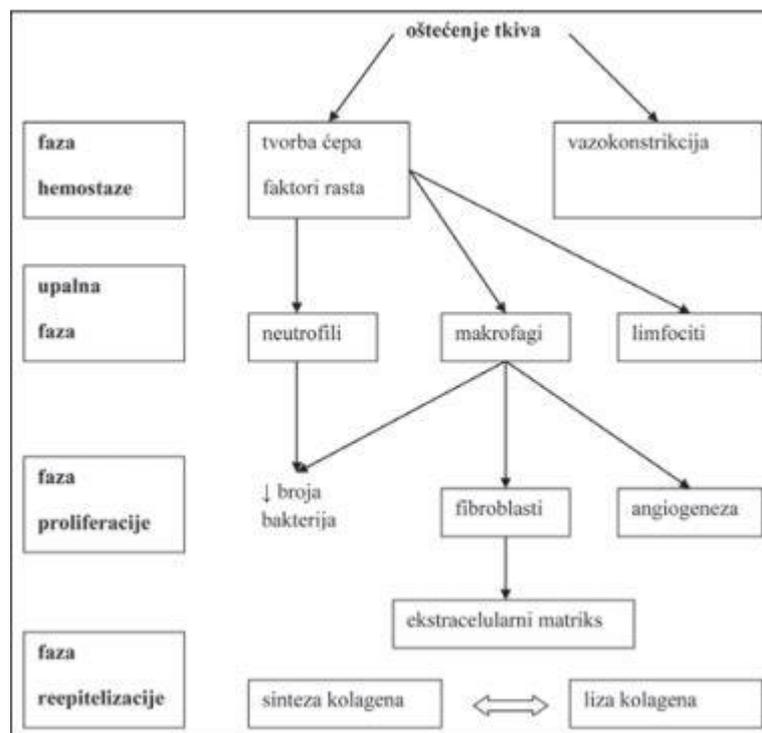 oštećenje tkiva
faza
hemostaze
tvorba ćepa
faktori rasta
vazokonstrikcija
upalna
faza
neutrofili
makrofagi
limfociti
faza
proliferacije
↓ broja
bakterija
fibroblasti
angiogeneza
ekstracelularni matriks
faza
reepitelizacije
sinteza kolagena
liza kolagena